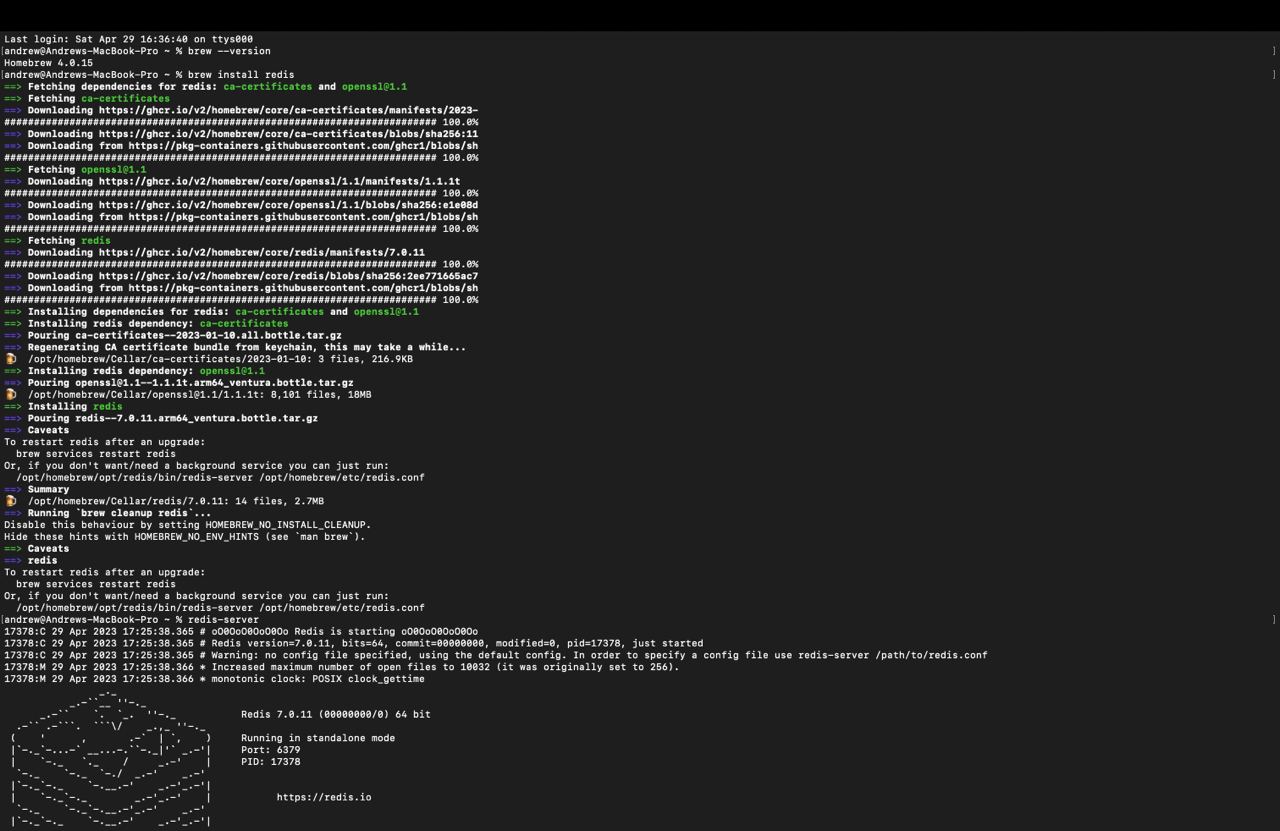 Last login: Sat Apr 29 16:36:40 on ttys000
[andrew@Andrews-MacBook-Pro ~ % brew --version ]
Homebrew 4.0.15
[andrew@Andrews-MacBook-Pro ~ % brew install redis ]
==> Fetching dependencies for redis: ca-certificates and openssl@1.1
==> Fetching ca-certificates
==> Downloading https://ghcr.io/v2/homebrew/core/ca-certificates/manifests/2023-
######################################################################### 100.0%
==> Downloading https://ghcr.io/v2/homebrew/core/ca-certificates/blobs/sha256:11
==> Downloading from https://pkg-containers.githubusercontent.com/ghcr1/blobs/sh
######################################################################### 100.0%
==> Fetching openssl@1.1
==> Downloading https://ghcr.io/v2/homebrew/core/openssl/1.1/manifests/1.1.1t
######################################################################### 100.0%
==> Downloading https://ghcr.io/v2/homebrew/core/openssl/1.1/blobs/sha256:e1e08d
==> Downloading from https://pkg-containers.githubusercontent.com/ghcr1/blobs/sh
######################################################################### 100.0%
==> Fetching redis
==> Downloading https://ghcr.io/v2/homebrew/core/redis/manifests/7.0.11
######################################################################### 100.0%
==> Downloading https://ghcr.io/v2/homebrew/core/redis/blobs/sha256:2ee771665ac7
==> Downloading from https://pkg-containers.githubusercontent.com/ghcr1/blobs/sh
######################################################################### 100.0%
==> Installing dependencies for redis: ca-certificates and openssl@1.1
==> Installing redis dependency: ca-certificates
==> Pouring ca-certificates--2023-01-10.all.bottle.tar.gz
==> Regenerating CA certificate bundle from keychain, this may take a while...
🍺  /opt/homebrew/Cellar/ca-certificates/2023-01-10: 3 files, 216.9KB
==> Installing redis dependency: openssl@1.1
==> Pouring openssl@1.1--1.1.1t.arm64_ventura.bottle.tar.gz
🍺  /opt/homebrew/Cellar/openssl@1.1/1.1.1t: 8,101 files, 18MB
==> Installing redis
==> Pouring redis--7.0.11.arm64_ventura.bottle.tar.gz
==> Caveats
To restart redis after an upgrade:
  brew services restart redis
Or, if you don't want/need a background service you can just run:
  /opt/homebrew/opt/redis/bin/redis-server /opt/homebrew/etc/redis.conf
==> Summary
🍺  /opt/homebrew/Cellar/redis/7.0.11: 14 files, 2.7MB
==> Running `brew cleanup redis`...
Disable this behaviour by setting HOMEBREW_NO_INSTALL_CLEANUP.
Hide these hints with HOMEBREW_NO_ENV_HINTS (see `man brew`).
==> Caveats
==> redis
To restart redis after an upgrade:
  brew services restart redis
Or, if you don't want/need a background service you can just run:
  /opt/homebrew/opt/redis/bin/redis-server /opt/homebrew/etc/redis.conf
[andrew@Andrews-MacBook-Pro ~ % redis-server ]
17378:C 29 Apr 2023 17:25:38.365 # oO0OoO0OoO0Oo Redis is starting oO0OoO0OoO0Oo
17378:C 29 Apr 2023 17:25:38.365 # Redis version=7.0.11, bits=64, commit=00000000, modified=0, pid=17378, just started
17378:C 29 Apr 2023 17:25:38.365 # Warning: no config file specified, using the default config. In order to specify a config file use redis-server /path/to/redis.conf
17378:M 29 Apr 2023 17:25:38.366 * Increased maximum number of open files to 10032 (it was originally set to 256).
17378:M 29 Apr 2023 17:25:38.366 * monotonic clock: POSIX clock_gettime
Redis 7.0.11 (00000000/0) 64 bit
Running in standalone mode
Port: 6379
PID: 17378
https://redis.io